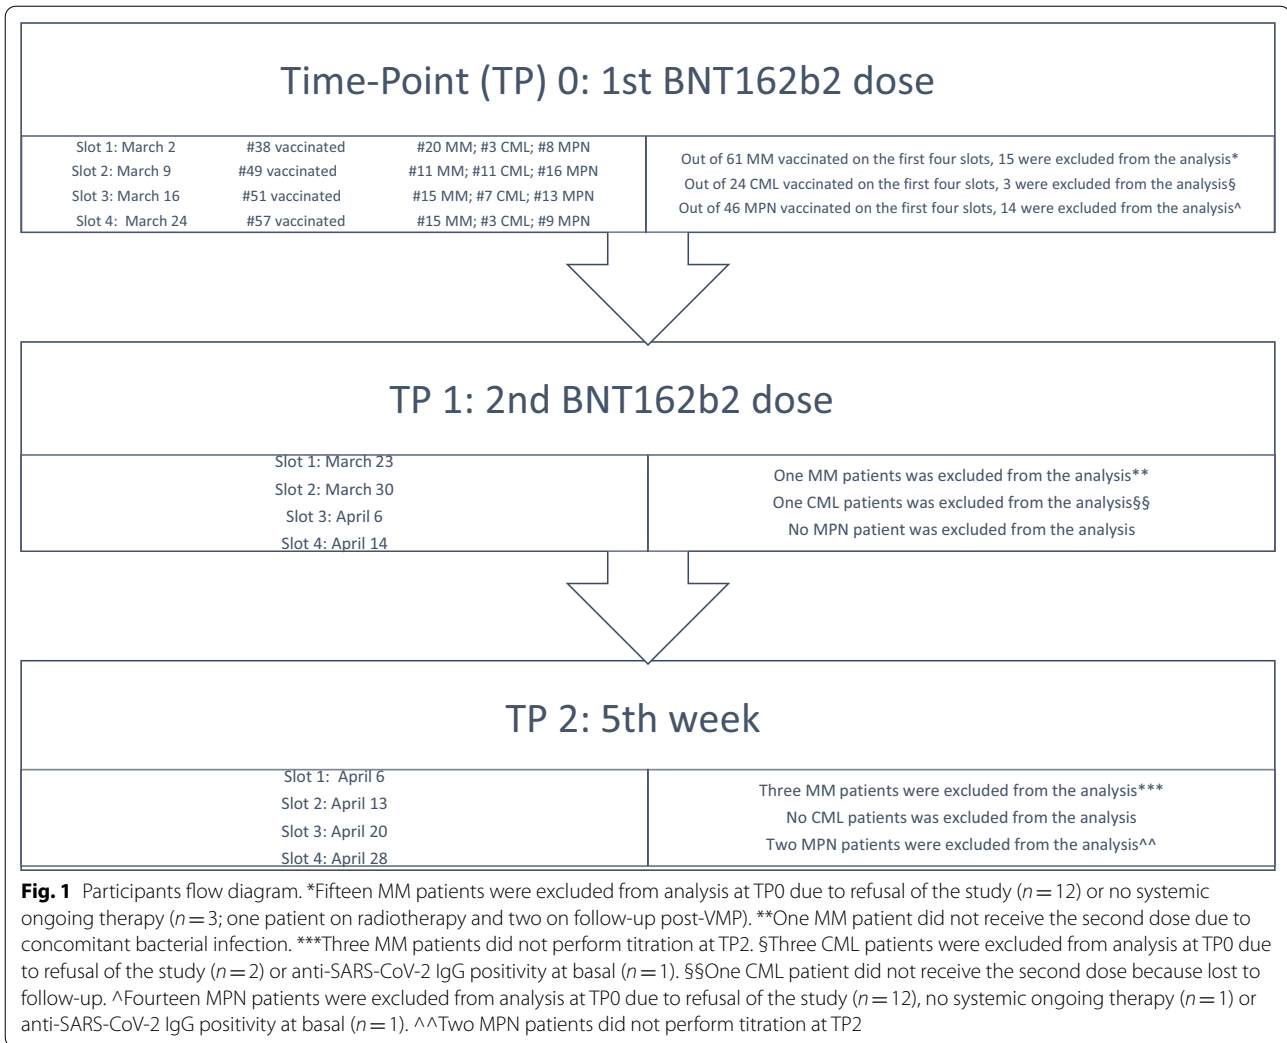 Time-Point (TP) 0: 1st BNT162b2 dose
Slot 1: March 2 #38 vaccinated #20 MM; #3 CML; #8 MPN
Slot 2: March 9 #49 vaccinated #11 MM; #11 CML; #16 MPN
Slot 3: March 16 #51 vaccinated #15 MM; #7 CML; #13 MPN
Slot 4: March 24 #57 vaccinated #15 MM; #3 CML; #9 MPN
Out of 61 MM vaccinated on the first four slots, 15 were excluded from the analysis*
Out of 24 CML vaccinated on the first four slots, 3 were excluded from the analysis§
Out of 46 MPN vaccinated on the first four slots, 14 were excluded from the analysis^
TP 1: 2nd BNT162b2 dose
Slot 1: March 23
Slot 2: March 30
Slot 3: April 6
Slot 4: April 14
One MM patients was excluded from the analysis**
One CML patients was excluded from the analysis§§
No MPN patient was excluded from the analysis
TP 2: 5th week
Slot 1: April 6
Slot 2: April 13
Slot 3: April 20
Slot 4: April 28
Three MM patients were excluded from the analysis***
No CML patients was excluded from the analysis
Two MPN patients were excluded from the analysis^^
Fig. 1 Participants flow diagram. *Fifteen MM patients were excluded from analysis at TP0 due to refusal of the study (n = 12) or no systemic
ongoing therapy (n = 3; one patient on radiotherapy and two on follow-up post-VMP). **One MM patient did not receive the second dose due to
concomitant bacterial infection. ***Three MM patients did not perform titration at TP2. §Three CML patients were excluded from analysis at TP0 due
to refusal of the study (n = 2) or anti-SARS-CoV-2 IgG positivity at basal (n = 1). §§One CML patient did not receive the second dose because lost to
follow-up. ^Fourteen MPN patients were excluded from analysis at TP0 due to refusal of the study (n = 12), no systemic ongoing therapy (n = 1) or
anti-SARS-CoV-2 IgG positivity at basal (n = 1). ^^Two MPN patients did not perform titration at TP2